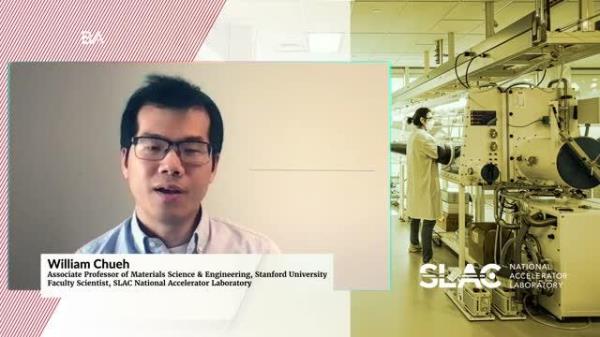 BA
William Chueh
Associate Professor of Materials Science & Engineering, Stanford University
Faculty Scientist, SLAC National Accelerator Laboratory
SLAC
NATIONAL
ACCELERATOR
LABORATORY